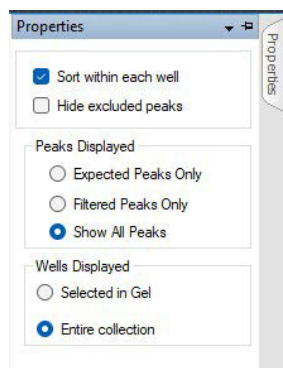 Properties
Properties
Sort within each well
Hide excluded peaks
Peaks Displayed
Expected Peaks Only
Filtered Peaks Only
Show All Peaks
Wells Displayed
Selected in Gel
Entire collection